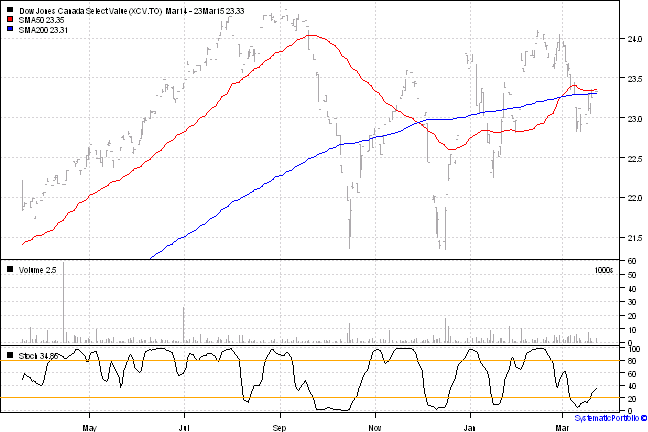 Dow Jones Canada Select Value (XCV.TO) Mar14 - 23Mar15 23.33
SMA50 23.35
SMA200 23.31
24.0
23.5
23.0
22.5
22.0
21.5
Volume 2.5
1000s
60
50
40
30
20
10
0
Stoch 34.86
100
80
60
40
20
0
May
Jul
Sep
Nov
Jan
Mar
SystematicPortfolio ©